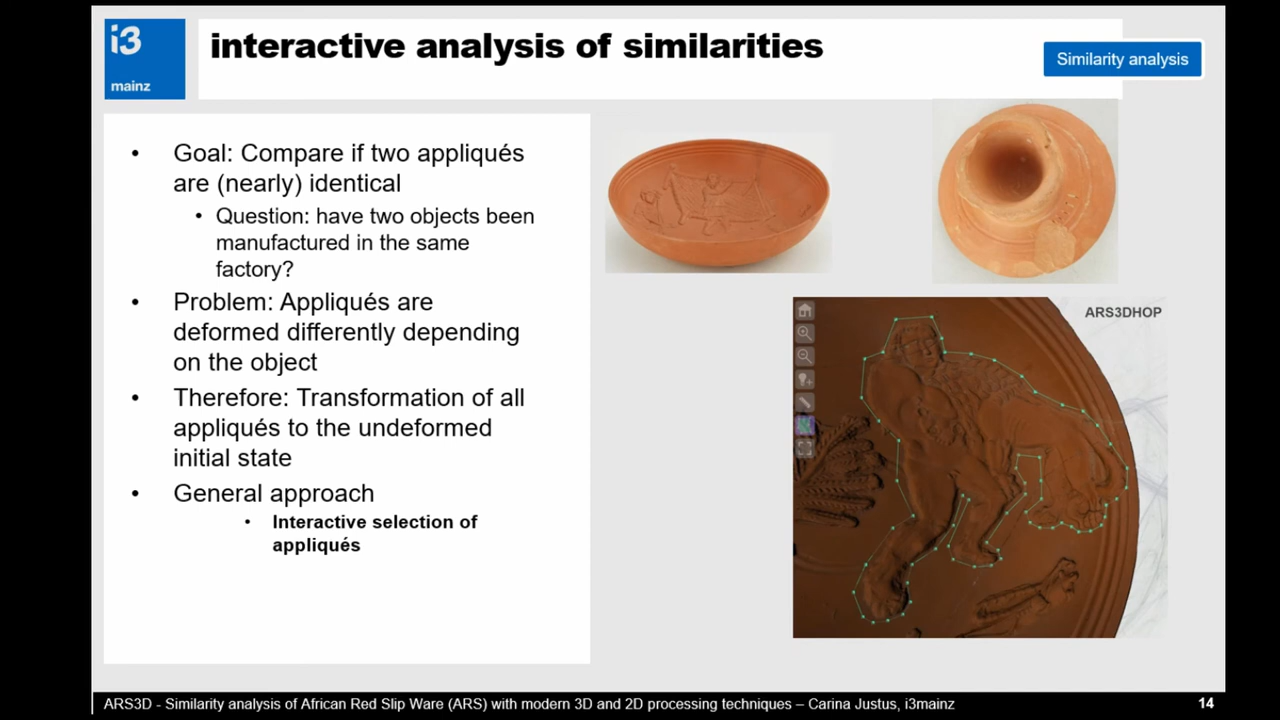 i3
mainz
interactive analysis of similarities
Similarity analysis
• Goal: Compare if two appliqués
are (nearly) identical
• Question: have two objects been
manufactured in the same
factory?
• Problem: Appliqués are
deformed differently depending
on the object
• Therefore: Transformation of all
appliqués to the undeformed
initial state
• General approach
• Interactive selection of
appliqués
ARS3DHOP
ARS3D - Similarity analysis of African Red Slip Ware (ARS) with modern 3D and 2D processing techniques – Carina Justus, i3mainz
14